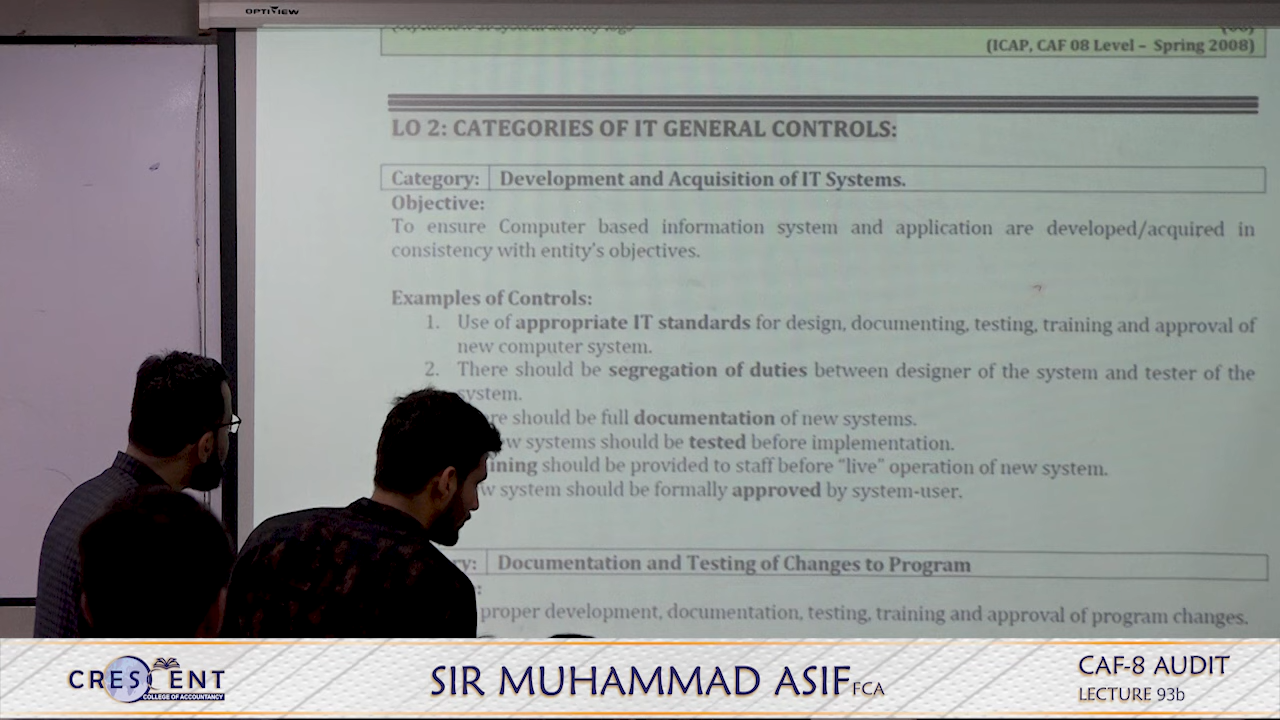 OPTIVIEW
(ICAP, CAF 08 Level – Spring 2008)
LO 2: CATEGORIES OF IT GENERAL CONTROLS:
Category: Development and Acquisition of IT Systems.
Objective:
To ensure Computer based information system and application are developed/acquired in
consistency with entity's objectives.
Examples of Controls:
1. Use of appropriate IT standards for design, documenting, testing, training and approval of
new computer system.
2. There should be segregation of duties between designer of the system and tester of the
system.
should be full documentation of new systems.
systems should be tested before implementation.
should be provided to staff before "live" operation of new system.
system should be formally approved by system-user.
Documentation and Testing of Changes to Program
proper development, documentation, testing, training and approval of program changes.
CRESCENT
COLLEGE OF ACCOUNTANCY
SIR MUHAMMAD ASIF FCA
CAF-8 AUDIT
LECTURE 93b